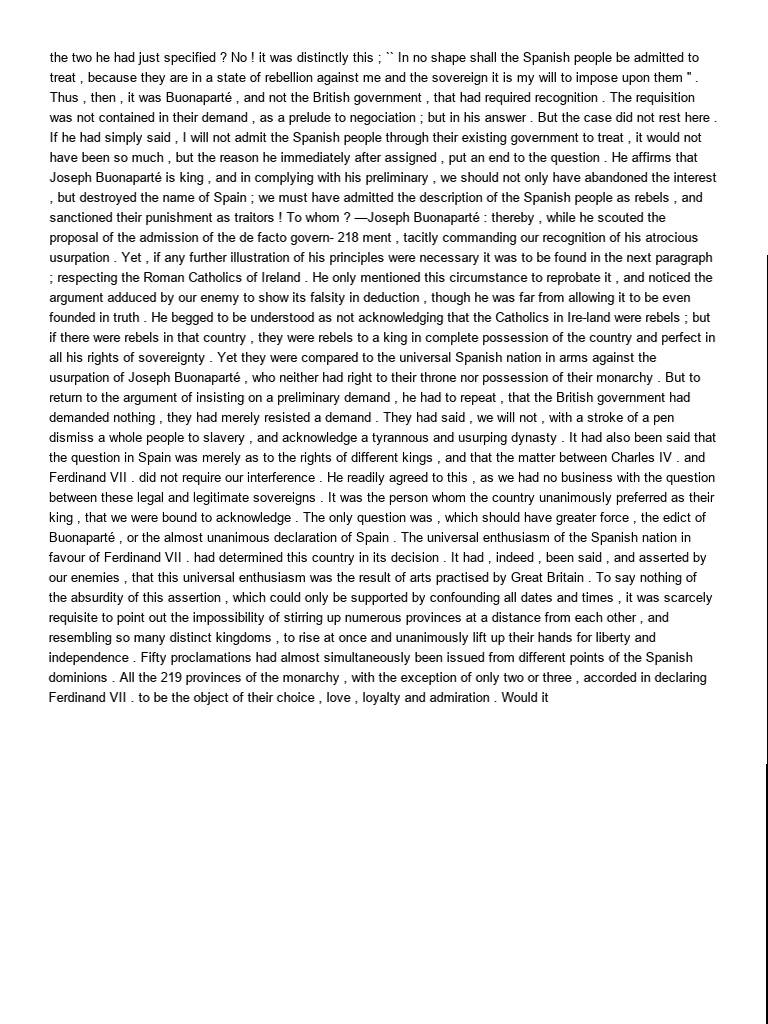 the two he had just specified ? No ! it was distinctly this ; `` In no shape shall the Spanish people be admitted to
treat , because they are in a state of rebellion against me and the sovereign it is my will to impose upon them " .
Thus , then , it was Buonaparté , and not the British government , that had required recognition . The requisition
was not contained in their demand , as a prelude to negociation ; but in his answer . But the case did not rest here .
If he had simply said , I will not admit the Spanish people through their existing government to treat , it would not
have been so much , but the reason he immediately after assigned , put an end to the question . He affirms that
Joseph Buonaparté is king , and in complying with his preliminary , we should not only have abandoned the interest
, but destroyed the name of Spain ; we must have admitted the description of the Spanish people as rebels , and
sanctioned their punishment as traitors ! To whom ? —Joseph Buonaparté : thereby , while he scouted the
proposal of the admission of the de facto govern- 218 ment , tacitly commanding our recognition of his atrocious
usurpation . Yet , if any further illustration of his principles were necessary it was to be found in the next paragraph
; respecting the Roman Catholics of Ireland . He only mentioned this circumstance to reprobate it , and noticed the
argument adduced by our enemy to show its falsity in deduction , though he was far from allowing it to be even
founded in truth . He begged to be understood as not acknowledging that the Catholics in Ire-land were rebels ; but
if there were rebels in that country , they were rebels to a king in complete possession of the country and perfect in
all his rights of sovereignty . Yet they were compared to the universal Spanish nation in arms against the
usurpation of Joseph Buonaparté , who neither had right to their throne nor possession of their monarchy . But to
return to the argument of insisting on a preliminary demand , he had to repeat , that the British government had
demanded nothing , they had merely resisted a demand . They had said , we will not , with a stroke of a pen
dismiss a whole people to slavery , and acknowledge a tyrannous and usurping dynasty . It had also been said that
the question in Spain was merely as to the rights of different kings , and that the matter between Charles IV . and
Ferdinand VII . did not require our interference . He readily agreed to this , as we had no business with the question
between these legal and legitimate sovereigns . It was the person whom the country unanimously preferred as their
king , that we were bound to acknowledge . The only question was , which should have greater force , the edict of
Buonaparté , or the almost unanimous declaration of Spain . The universal enthusiasm of the Spanish nation in
favour of Ferdinand VII . had determined this country in its decision . It had , indeed , been said , and asserted by
our enemies , that this universal enthusiasm was the result of arts practised by Great Britain . To say nothing of
the absurdity of this assertion , which could only be supported by confounding all dates and times , it was scarcely
requisite to point out the impossibility of stirring up numerous provinces at a distance from each other , and
resembling so many distinct kingdoms , to rise at once and unanimously lift up their hands for liberty and
independence . Fifty proclamations had almost simultaneously been issued from different points of the Spanish
dominions . All the 219 provinces of the monarchy , with the exception of only two or three , accorded in declaring
Ferdinand VII . to be the object of their choice , love , loyalty and admiration . Would it